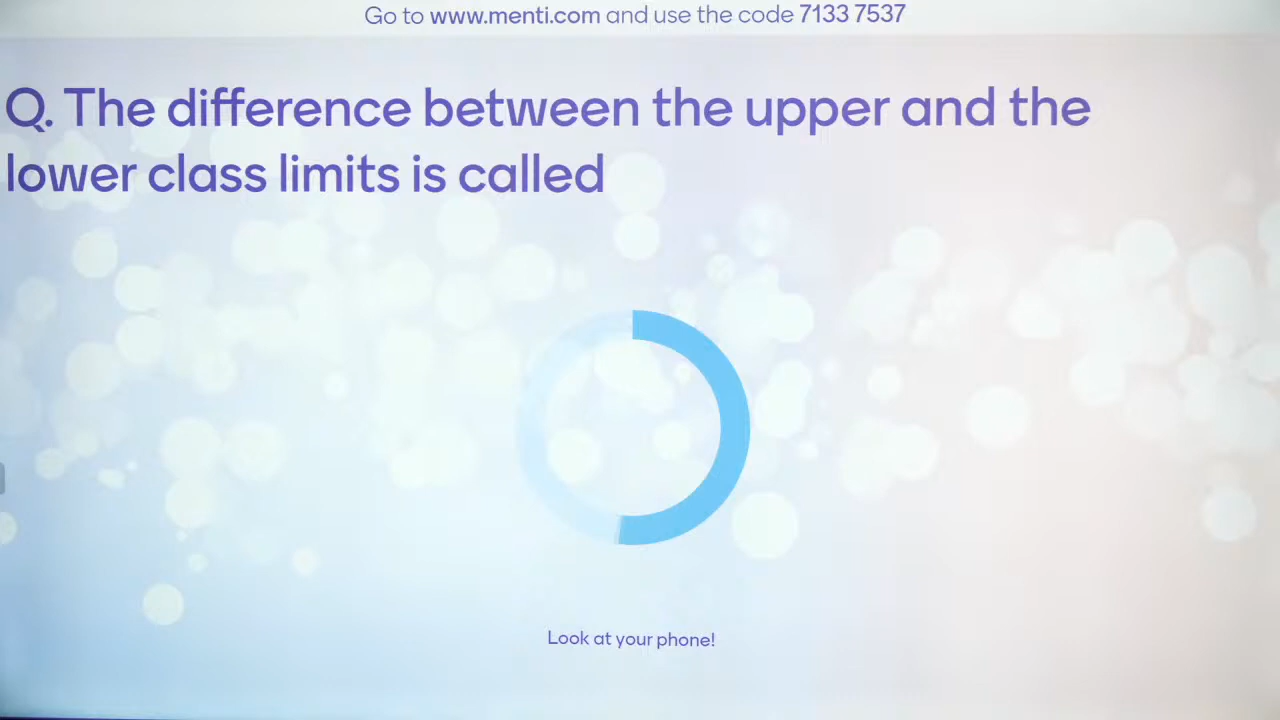 Go to www.menti.com and use the code 7133 7537
Q. The difference between the upper and the
lower class limits is called
Look at your phone!